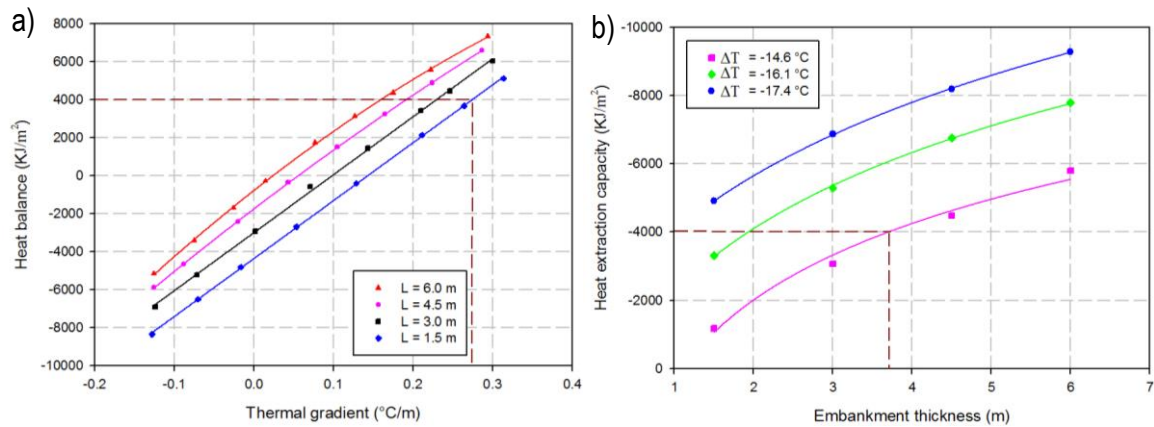 a)
8000
6000
4000
2000
0
-2000
-4000
-6000
-8000
-10000
Heat balance (KJ/m²)
L = 6.0 m
L = 4.5 m
L = 3.0 m
L = 1.5 m
-0.2 -0.1 0.0 0.1 0.2 0.3 0.4
Thermal gradient (°C/m)
b)
-10000
-8000
-6000
-4000
-2000
0
Heat extraction capacity (KJ/m²)
ΔT = -14.6 °C
ΔT = -16.1 °C
ΔT = -17.4 °C
1 2 3 4 5 6 7
Embankment thickness (m)